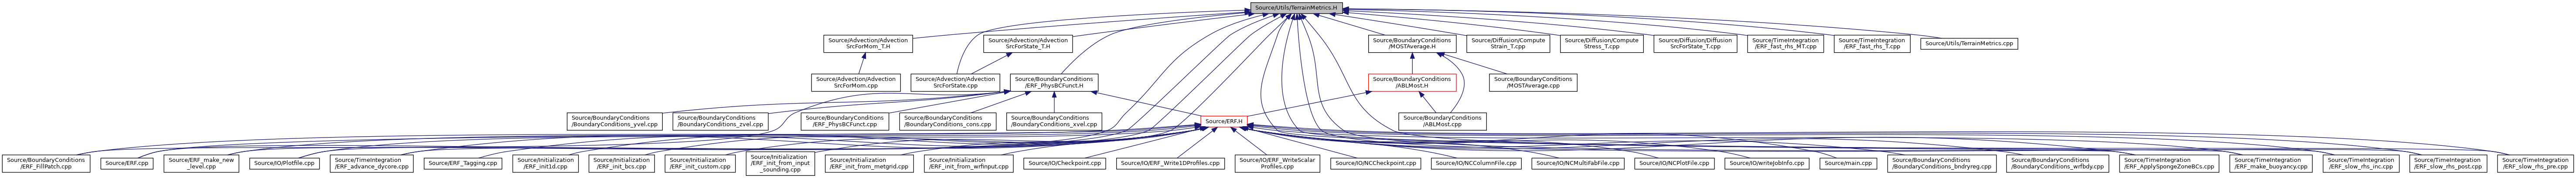 Source/Utils/TerrainMetrics.H
Source/Advection/Advection
SrcForMom_T.H
Source/Advection/Advection
SrcForState_T.H
Source/BoundaryConditions
/MOSTAverage.H
Source/Diffusion/Compute
Strain_T.cpp
Source/Diffusion/Compute
Stress_T.cpp
Source/Diffusion/Diffusion
SrcForState_T.cpp
Source/TimeIntegration
/ERF_fast_rhs_MT.cpp
Source/TimeIntegration
/ERF_fast_rhs_T.cpp
Source/Utils/TerrainMetrics.cpp
Source/Advection/Advection
SrcForMom.cpp
Source/Advection/Advection
SrcForState.cpp
Source/BoundaryConditions
/ERF_PhysBCFunct.H
Source/BoundaryConditions
/ABLMost.H
Source/BoundaryConditions
/MOSTAverage.cpp
Source/BoundaryConditions
/BoundaryConditions_yvel.cpp
Source/BoundaryConditions
/BoundaryConditions_zvel.cpp
Source/BoundaryConditions
/ERF_PhysBCFunct.cpp
Source/BoundaryConditions
/BoundaryConditions_cons.cpp
Source/BoundaryConditions
/BoundaryConditions_xvel.cpp
Source/ERF.H
Source/BoundaryConditions
/ABLMost.cpp
Source/BoundaryConditions
/ERF_FillPatch.cpp
Source/ERF.cpp
Source/ERF_make_new
_level.cpp
Source/IO/Plotfile.cpp
Source/TimeIntegration
/ERF_advance_dycore.cpp
Source/ERF_Tagging.cpp
Source/Initialization
/ERF_init1d.cpp
Source/Initialization
/ERF_init_bcs.cpp
Source/Initialization
/ERF_init_custom.cpp
Source/Initialization
/ERF_init_from_input
_sounding.cpp
Source/Initialization
/ERF_init_from_metgrid.cpp
Source/Initialization
/ERF_init_from_wrfinput.cpp
Source/IO/Checkpoint.cpp
Source/IO/ERF_Write1DProfiles.cpp
Source/IO/ERF_WriteScalar
Profiles.cpp
Source/IO/NCCheckpoint.cpp
Source/IO/NCColumnFile.cpp
Source/IO/NCMultiFabFile.cpp
Source/IO/NCPlotFile.cpp
Source/IO/writeJobInfo.cpp
Source/main.cpp
Source/BoundaryConditions
/BoundaryConditions_bndryreg.cpp
Source/BoundaryConditions
/BoundaryConditions_wrfbdy.cpp
Source/TimeIntegration
/ERF_ApplySpongeZoneBCs.cpp
Source/TimeIntegration
/ERF_make_buoyancy.cpp
Source/TimeIntegration
/ERF_slow_rhs_inc.cpp
Source/TimeIntegration
/ERF_slow_rhs_post.cpp
Source/TimeIntegration
/ERF_slow_rhs_pre.cpp